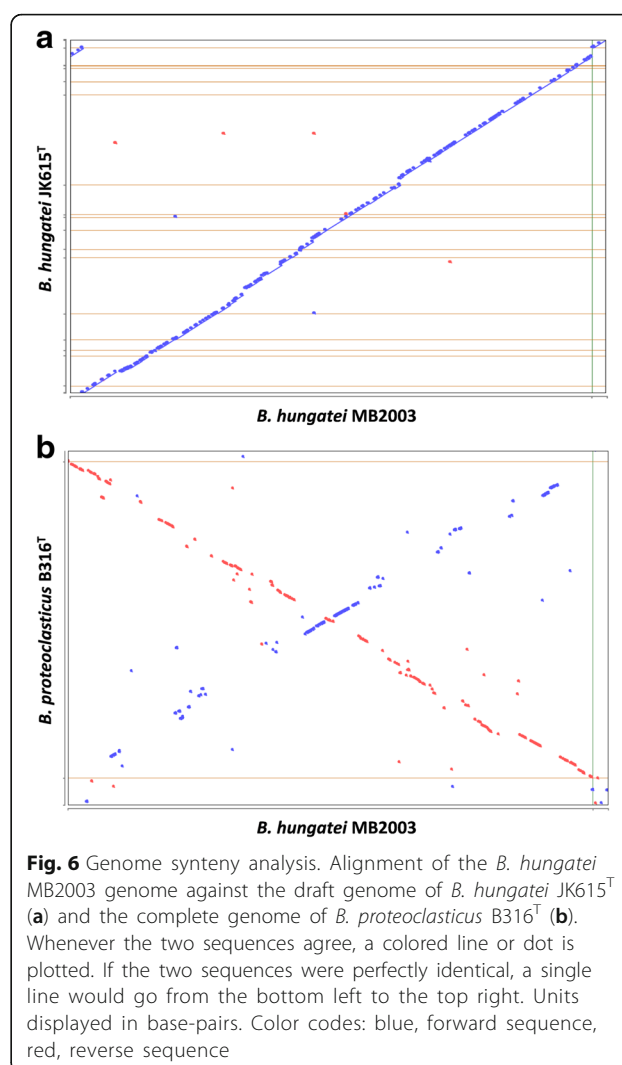 a
B. hungatei JK615ᵀ
B. hungatei MB2003
b
B. proteoclasticus B316ᵀ
B. hungatei MB2003
Fig. 6 Genome synteny analysis. Alignment of the B. hungatei
MB2003 genome against the draft genome of B. hungatei JK615ᵀ
(a) and the complete genome of B. proteoclasticus B316ᵀ (b).
Whenever the two sequences agree, a colored line or dot is
plotted. If the two sequences were perfectly identical, a single
line would go from the bottom left to the top right. Units
displayed in base-pairs. Color codes: blue, forward sequence,
red, reverse sequence